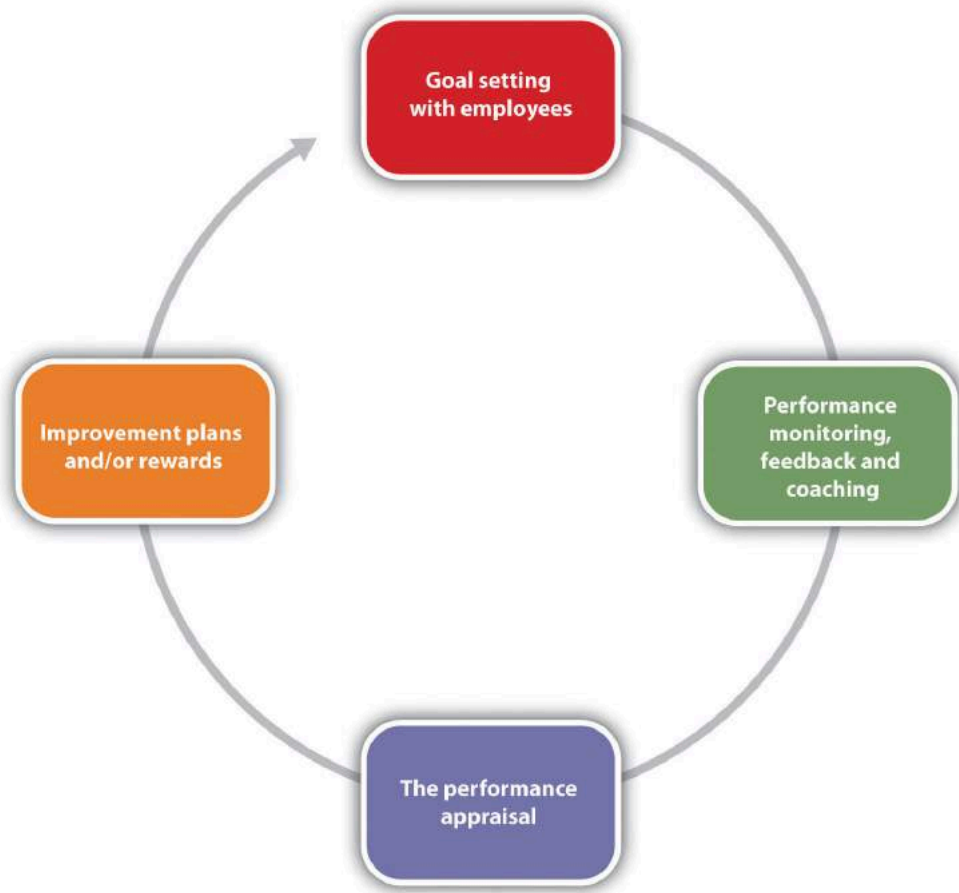 Goal setting
with employees
Performance
monitoring,
feedback and
coaching
The performance
appraisal
Improvement plans
and/or rewards